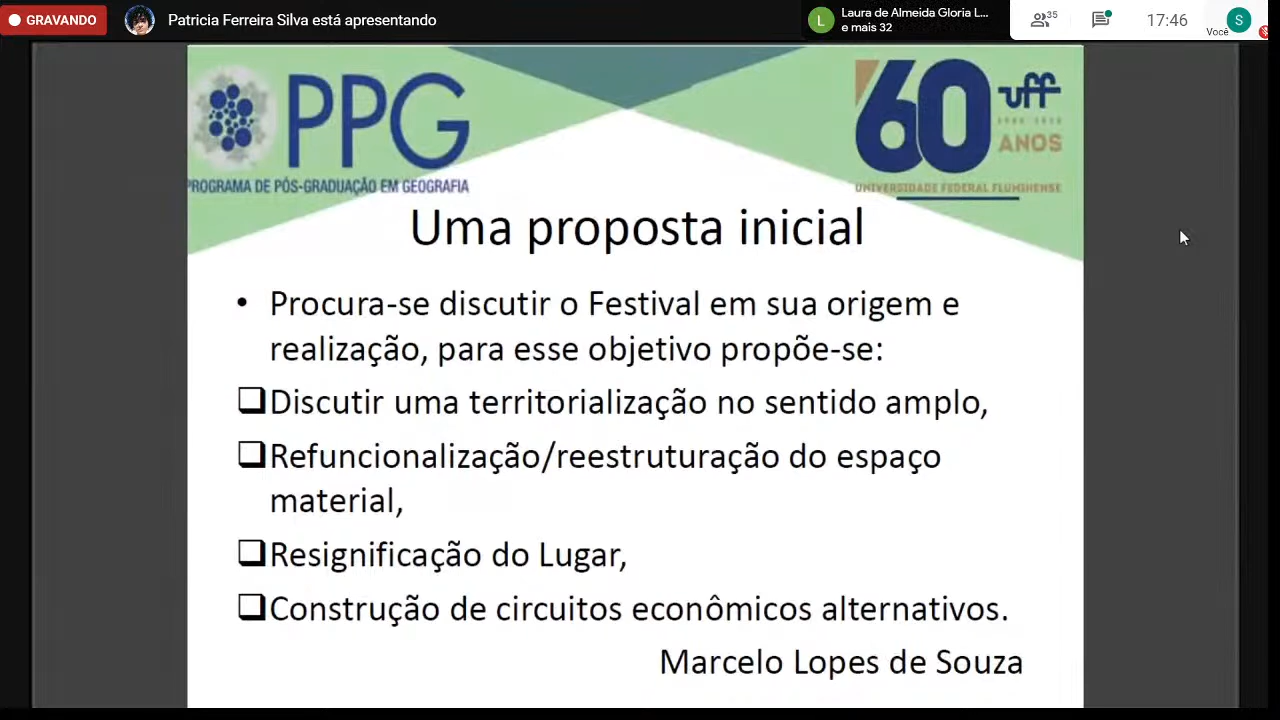 GRAVANDO
Patricia Ferreira Silva está apresentando
L
Laura de Almeida Gloria L...
e mais 32
35
17:46
Você
S
PPG
PROGRAMA DE PÓS-GRADUAÇÃO EM GEOGRAFIA
60
uff
ANOS
UNIVERSIDADE FEDERAL FLUMINENSE
Uma proposta inicial
• Procura-se discutir o Festival em sua origem e
realização, para esse objetivo propõe-se:
❑Discutir uma territorialização no sentido amplo,
❑Refuncionalização/reestruturação do espaço
material,
❑Resignificação do Lugar,
❑Construção de circuitos econômicos alternativos.
Marcelo Lopes de Souza